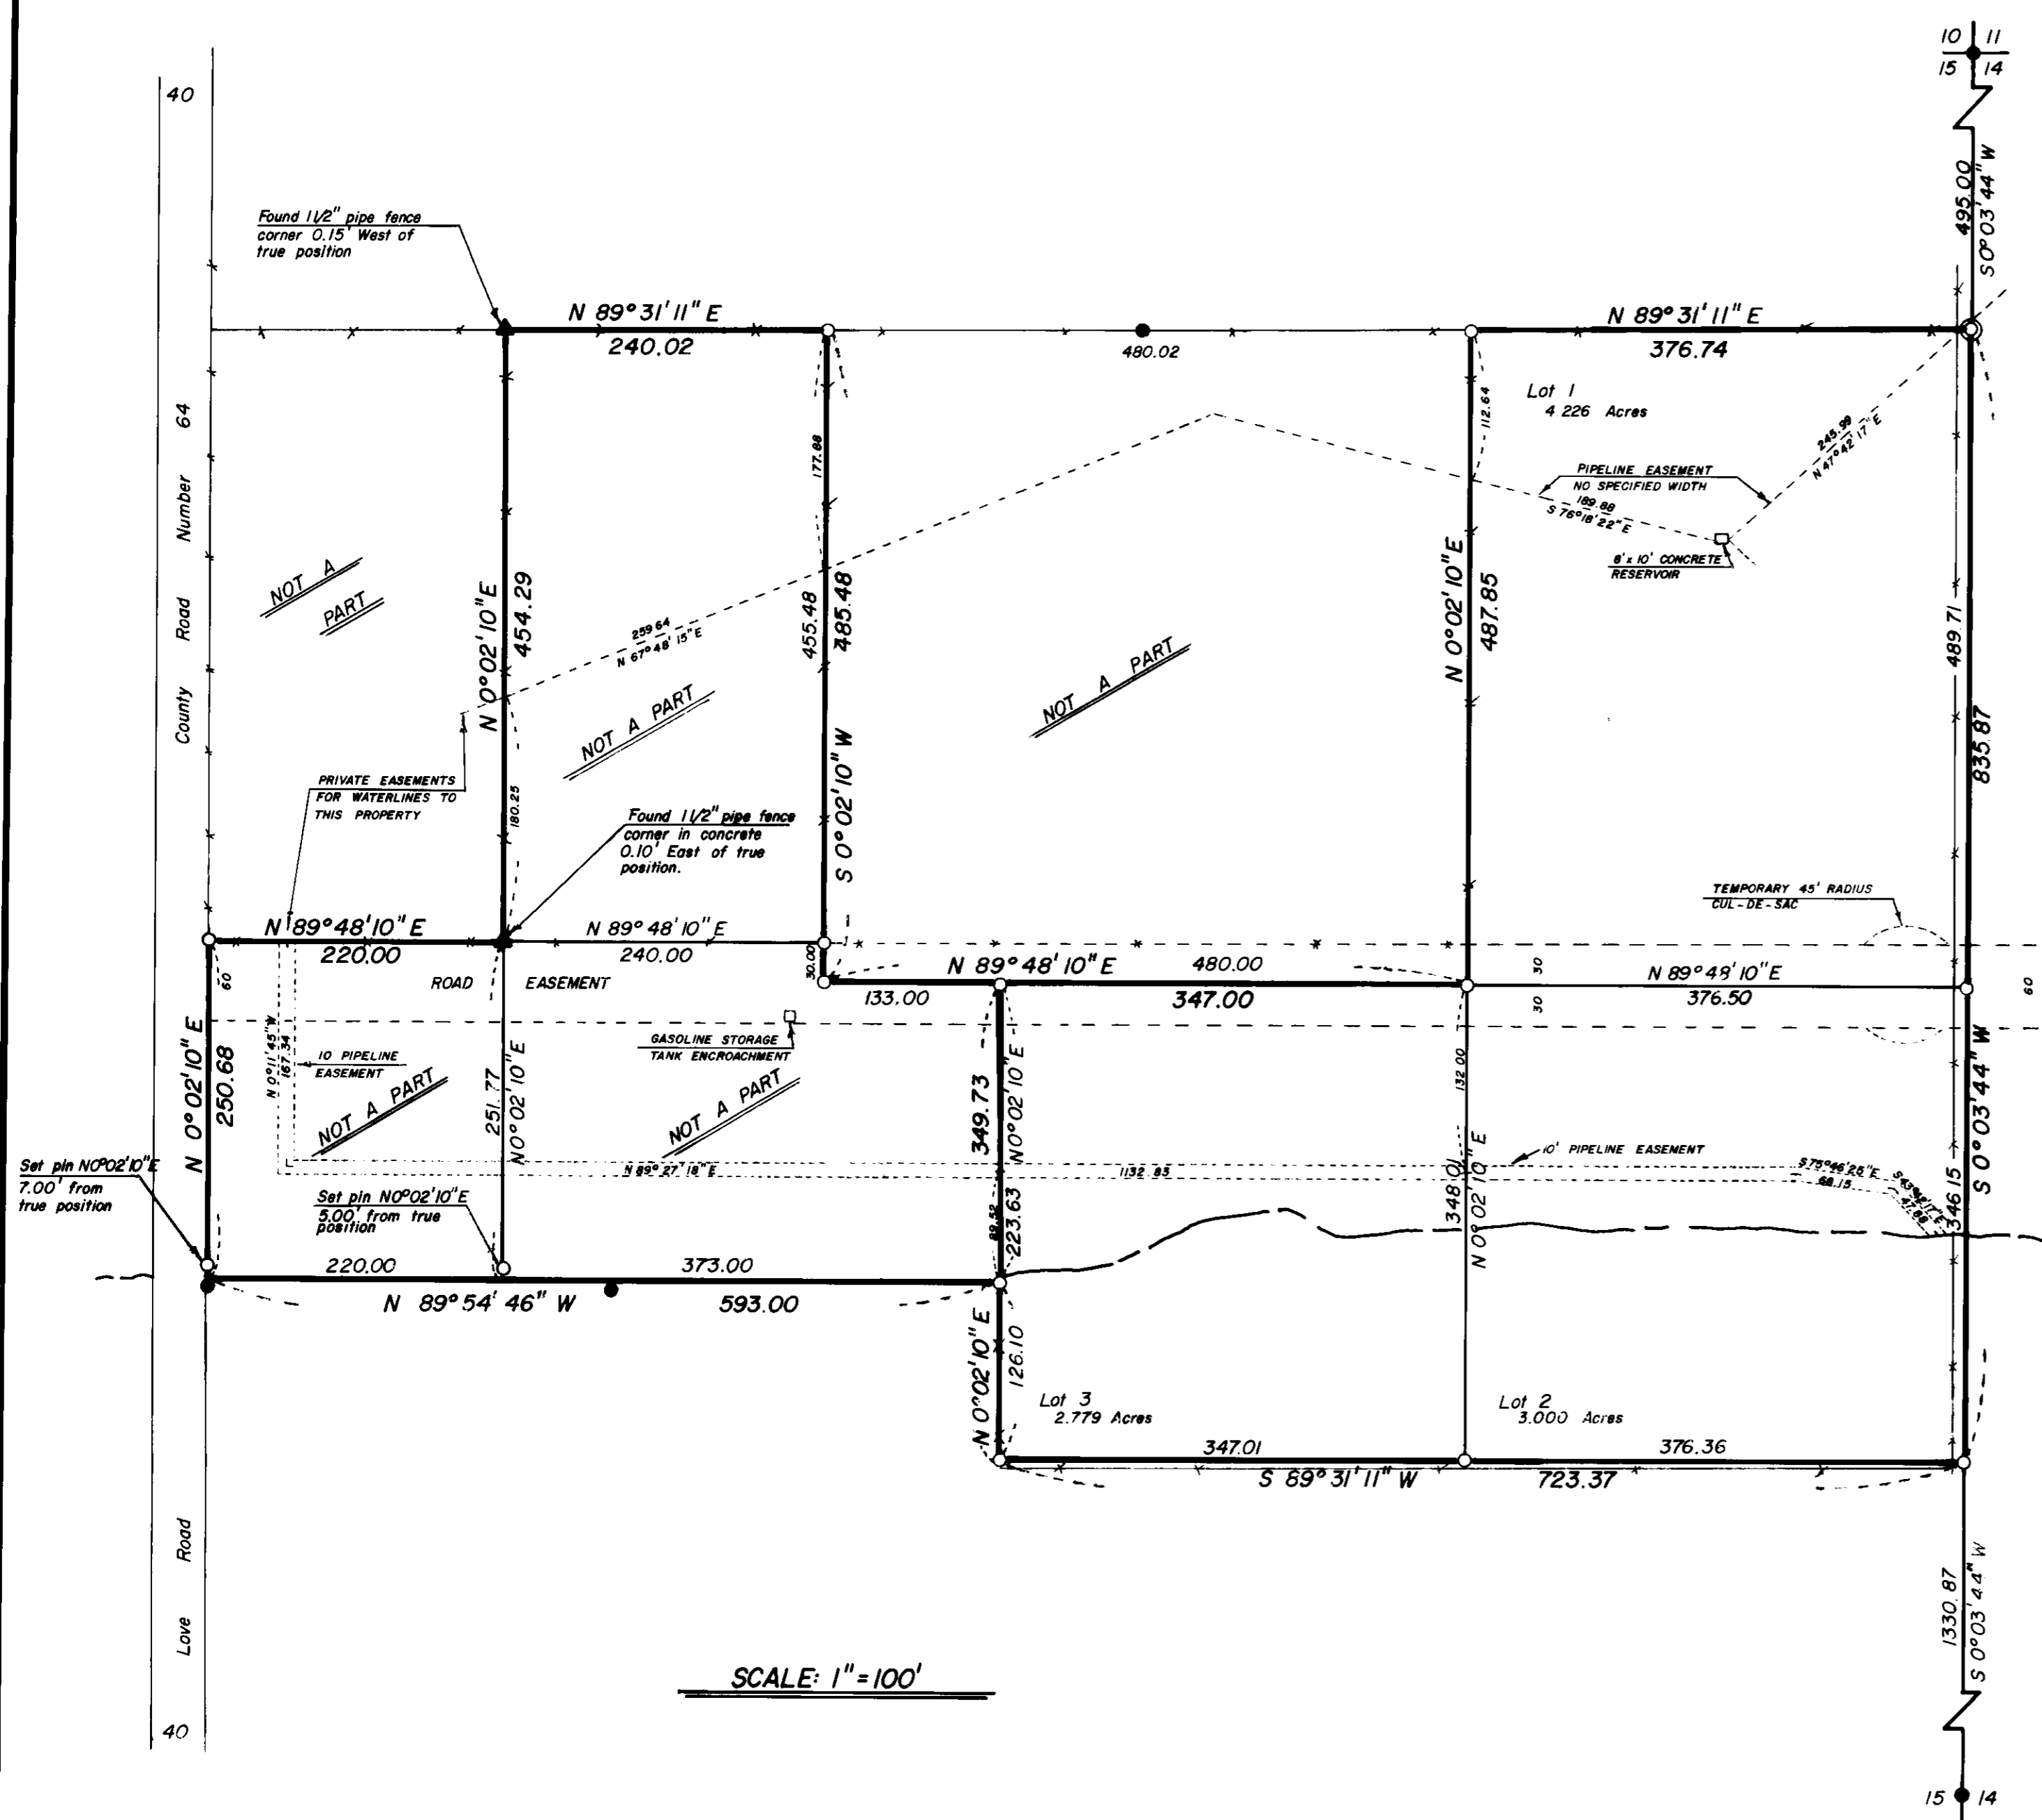 10 11
15 14
40
495.00
S 0° 03' 44" W
Found 1 1/2" pipe fence
corner 0.15' West of
true position
N 89° 31' 11" E
240.02
480.02
N 89° 31' 11" E
376.74
Lot 1
4.226 Acres
112.64
245.99
N 47° 42' 17" E
PIPELINE EASEMENT
NO SPECIFIED WIDTH
189.88
S 76° 18' 22" E
6' x 10' CONCRETE
RESERVOIR
County Road Number 64
NOT A
PART
N 0° 02' 10" E
454.29
177.88
455.48
485.48
S 0° 02' 10" W
N 0° 02' 10" E
487.85
489.71
835.87
259.64
N 67° 48' 15" E
NOT A PART
NOT A PART
PRIVATE EASEMENTS
FOR WATERLINES TO
THIS PROPERTY
180.25
Found 1 1/2" pipe fence
corner in concrete
0.10' East of true
position.
TEMPORARY 45' RADIUS
CUL-DE-SAC
N 89° 48' 10" E
220.00
N 89° 48' 10" E
240.00
30.00
N 89° 48' 10" E
480.00
133.00
347.00
30
30
N 89° 48' 10" E
376.50
60
60
ROAD EASEMENT
N 0° 02' 10" E
250.68
N 0° 11' 45" W
167.34
10 PIPELINE
EASEMENT
NOT A PART
251.77
N 0° 02' 10" E
GASOLINE STORAGE
TANK ENCROACHMENT
NOT A PART
349.73
N 0° 02' 10" E
132.00
348.01
N 0° 02' 10" E
10' PIPELINE EASEMENT
N 89° 27' 18" E
1132.85
S 75° 46' 25" E
68.15
346.15
S 0° 03' 44" W
Set pin N0°02'10"E
7.00' from
true position
Set pin N0°02'10"E
5.00' from true
position
89.52
223.63
220.00
373.00
N 89° 54' 46" W
593.00
N 0° 02' 10" E
126.10
Lot 3
2.779 Acres
Lot 2
3.000 Acres
347.01
376.36
S 89° 31' 11" W
723.37
Love Road
1330.87
S 0° 03' 44" W
SCALE: 1" = 100'
40
15 14